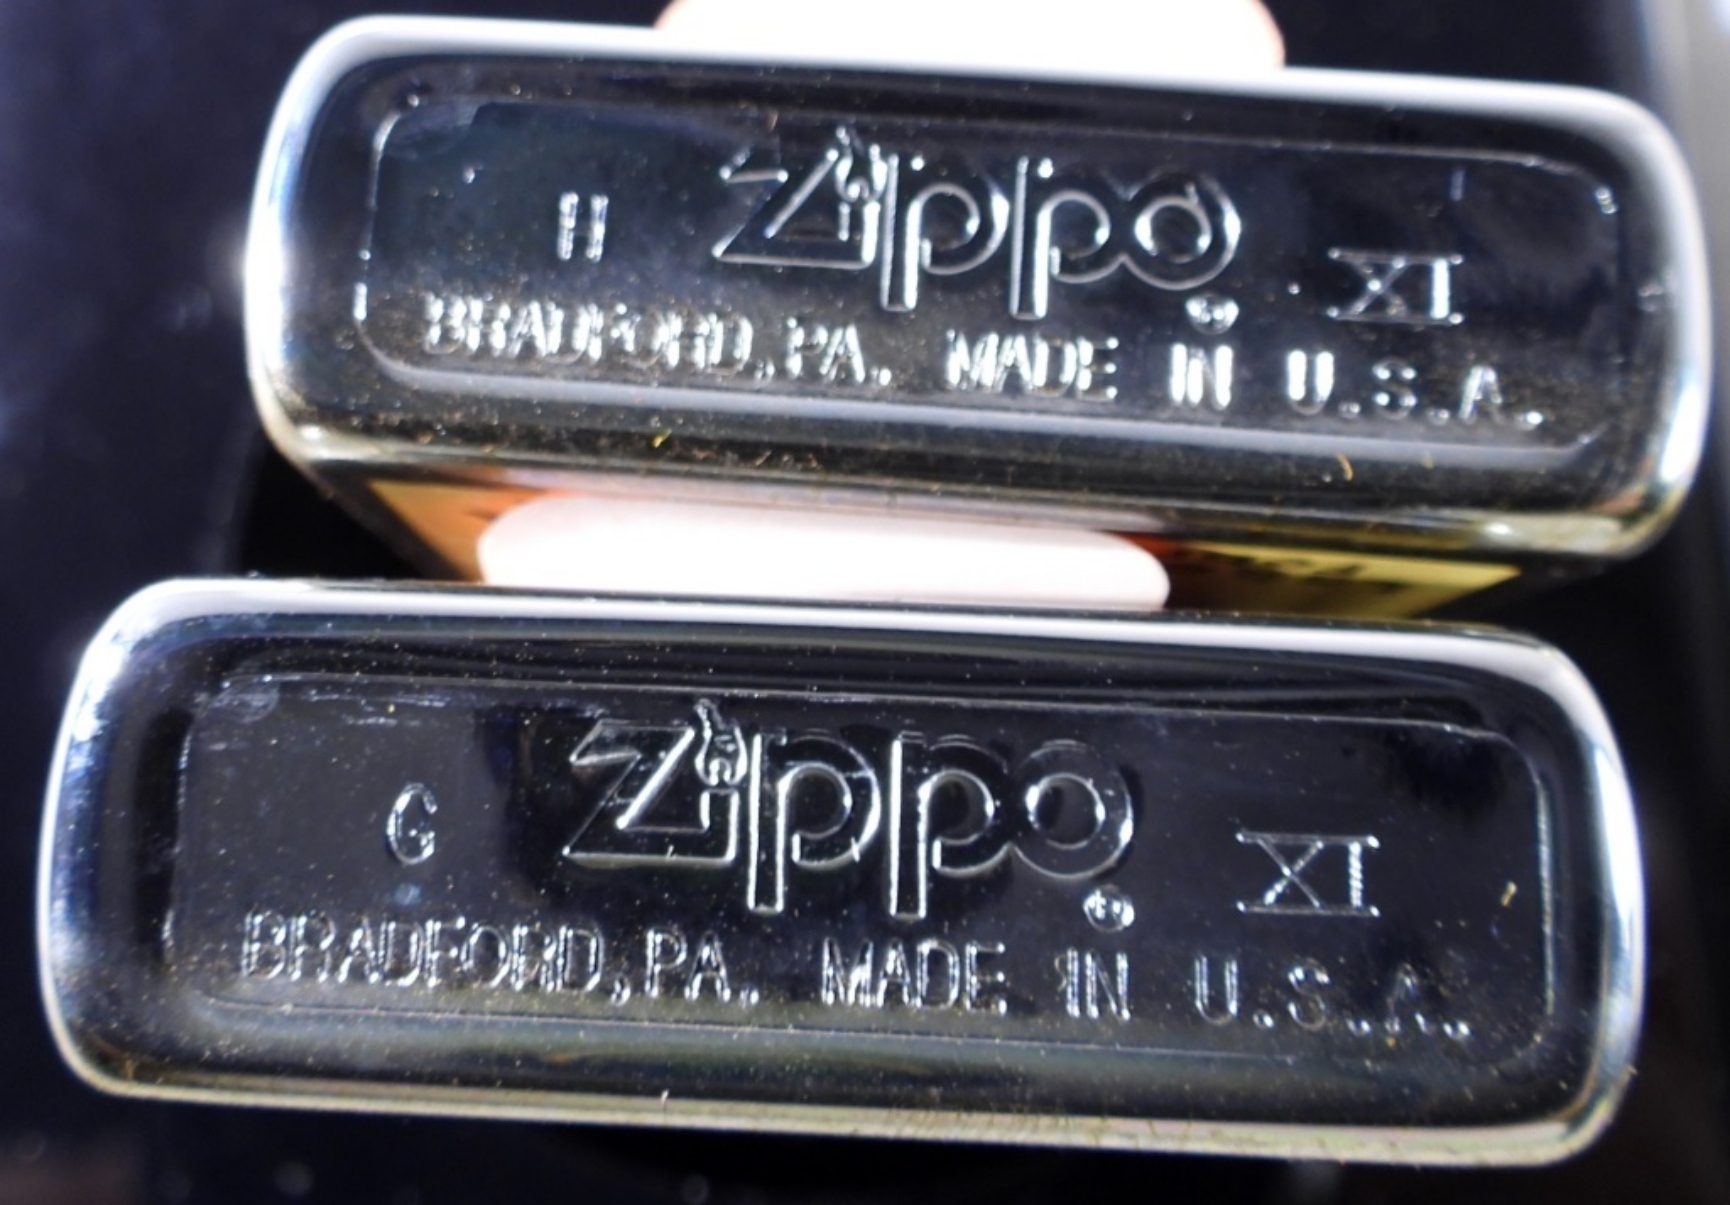 H Zippo ® XI
BRADFORD,PA. MADE IN U.S.A.
G Zippo ® XI
BRADFORD,PA. MADE IN U.S.A.